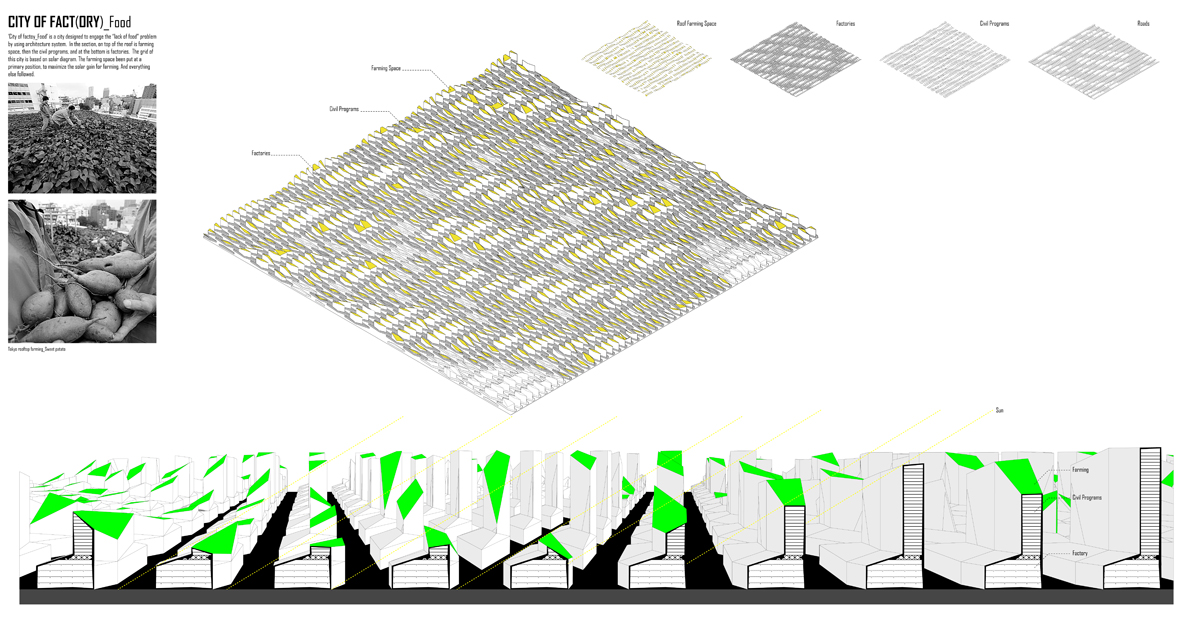 CITY OF FACT(ORY)_Food
'City of factoy_Food' is a city designed to engage the "lack of food" problem
by using architecture system. In the section, on top of the roof is farming
space, then the civil programs, and at the bottom is factories. The grid of
this city is based on solar diagram. The farming space been put at a
primary position, to maximize the solar gain for farming. And everything
else followed.
Tokyo rooftop farming_Sweet potato
Roof Farming Space
Factories
Civil Programs
Roads
Farming Space
Civil Programs
Factories
Sun
Farming
Civil Programs
Factory